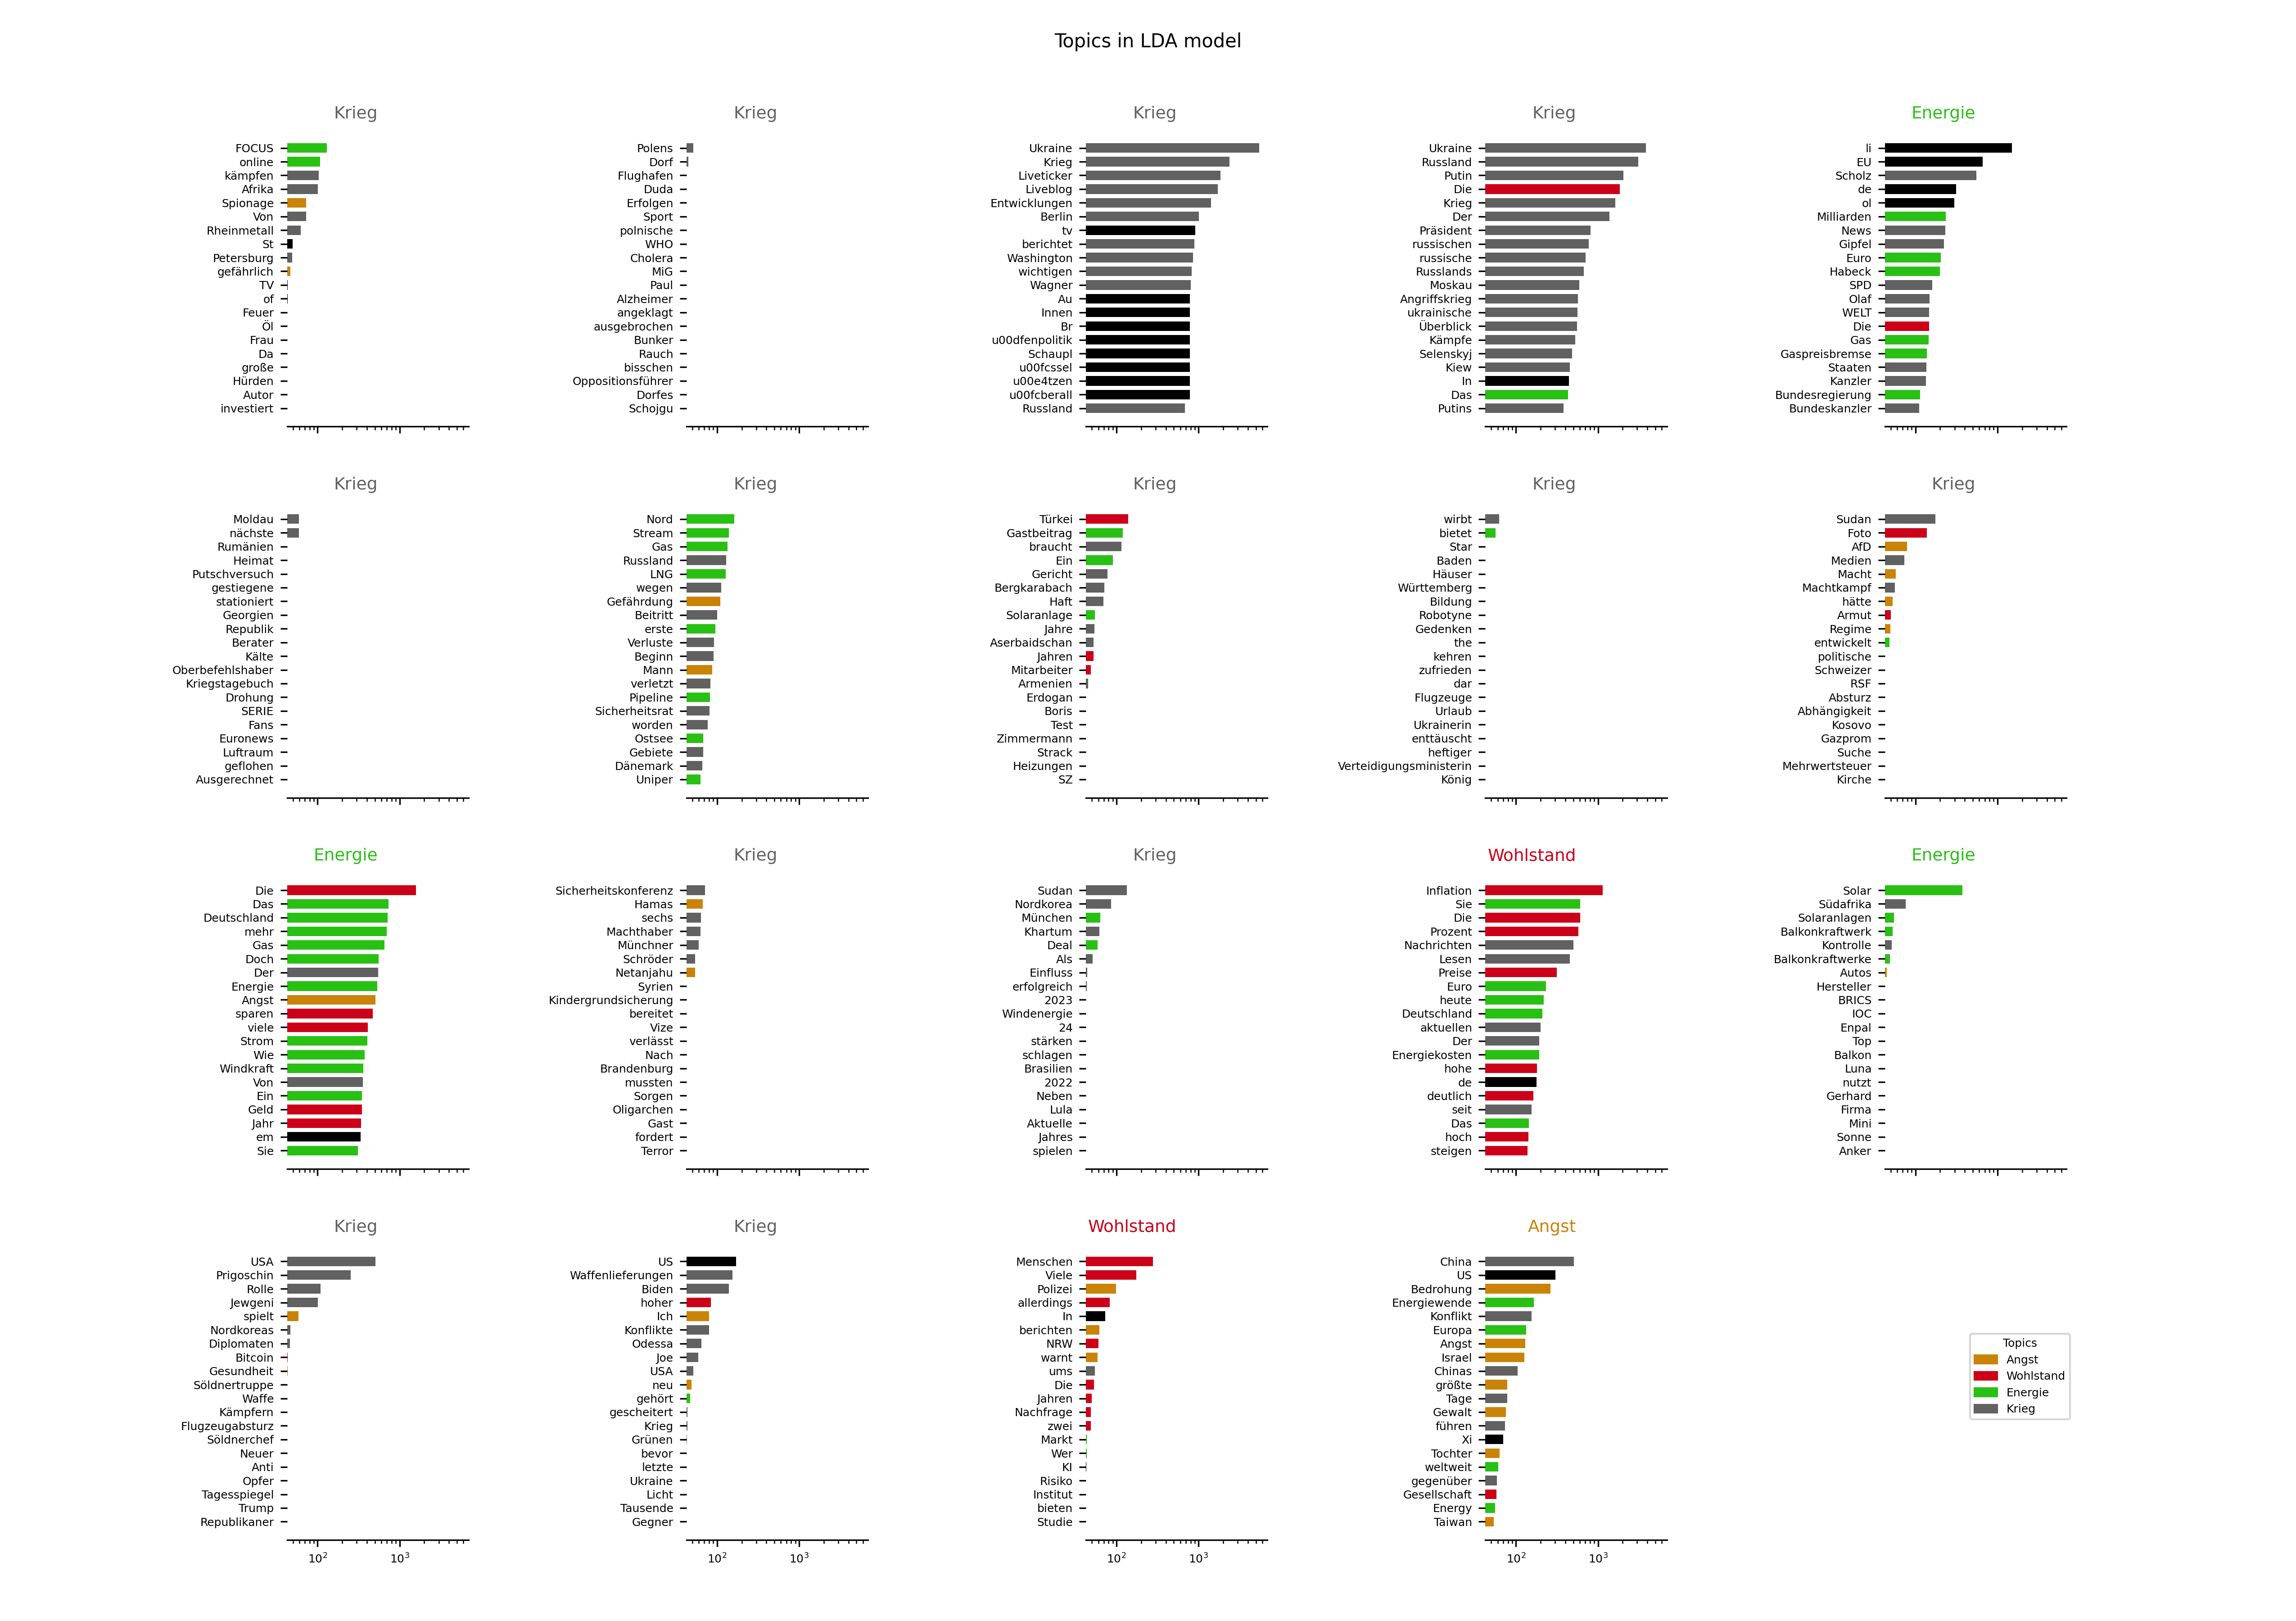 Topics in LDA model
Krieg
FOCUS
online
kämpfen
Afrika
Spionage
Von
Rheinmetall
St
Petersburg
gefährlich
TV
of
Feuer
Öl
Frau
Da
große
Hürden
Autor
investiert
Krieg
Polens
Dorf
Flughafen
Duda
Erfolgen
Sport
polnische
WHO
Cholera
MiG
Paul
Alzheimer
angeklagt
ausgebrochen
Bunker
Rauch
bisschen
Oppositionsführer
Dorfes
Schojgu
Krieg
Ukraine
Krieg
Liveticker
Liveblog
Entwicklungen
Berlin
tv
berichtet
Washington
wichtigen
Wagner
Au
Innen
Br
u00dfenpolitik
Schaupl
u00fcssel
u00e4tzen
u00fcberall
Russland
Krieg
Ukraine
Russland
Putin
Die
Krieg
Der
Präsident
russischen
russische
Russlands
Moskau
Angriffskrieg
ukrainische
Überblick
Kämpfe
Selenskyj
Kiew
In
Das
Putins
Energie
li
EU
Scholz
de
ol
Milliarden
News
Gipfel
Euro
Habeck
SPD
Olaf
WELT
Die
Gas
Gaspreisbremse
Staaten
Kanzler
Bundesregierung
Bundeskanzler
Krieg
Moldau
nächste
Rumänien
Heimat
Putschversuch
gestiegene
stationiert
Georgien
Republik
Berater
Kälte
Oberbefehlshaber
Kriegstagebuch
Drohung
SERIE
Fans
Euronews
Luftraum
geflohen
Ausgerechnet
Krieg
Nord
Stream
Gas
Russland
LNG
wegen
Gefährdung
Beitritt
erste
Verluste
Beginn
Mann
verletzt
Pipeline
Sicherheitsrat
worden
Ostsee
Gebiete
Dänemark
Uniper
Krieg
Türkei
Gastbeitrag
braucht
Ein
Gericht
Bergkarabach
Haft
Solaranlage
Jahre
Aserbaidschan
Jahren
Mitarbeiter
Armenien
Erdogan
Boris
Test
Zimmermann
Strack
Heizungen
SZ
Krieg
wirbt
bietet
Star
Baden
Häuser
Württemberg
Bildung
Robotyne
Gedenken
the
kehren
zufrieden
dar
Flugzeuge
Urlaub
Ukrainerin
enttäuscht
heftiger
Verteidigungsministerin
König
Krieg
Sudan
Foto
AfD
Medien
Macht
Machtkampf
hätte
Armut
Regime
entwickelt
politische
Schweizer
RSF
Absturz
Abhängigkeit
Kosovo
Gazprom
Suche
Mehrwertsteuer
Kirche
Energie
Die
Das
Deutschland
mehr
Gas
Doch
Der
Energie
Angst
sparen
viele
Strom
Wie
Windkraft
Von
Ein
Geld
Jahr
em
Sie
Krieg
Sicherheitskonferenz
Hamas
sechs
Machthaber
Münchner
Schröder
Netanjahu
Syrien
Kindergrundsicherung
bereitet
Vize
verlässt
Nach
Brandenburg
mussten
Sorgen
Oligarchen
Gast
fordert
Terror
Krieg
Sudan
Nordkorea
München
Khartum
Deal
Als
Einfluss
erfolgreich
2023
Windenergie
24
stärken
schlagen
Brasilien
2022
Neben
Lula
Aktuelle
Jahres
spielen
Wohlstand
Inflation
Sie
Die
Prozent
Nachrichten
Lesen
Preise
Euro
heute
Deutschland
aktuellen
Der
Energiekosten
hohe
de
deutlich
seit
Das
hoch
steigen
Energie
Solar
Südafrika
Solaranlagen
Balkonkraftwerk
Kontrolle
Balkonkraftwerke
Autos
Hersteller
BRICS
IOC
Enpal
Top
Balkon
Luna
nutzt
Gerhard
Firma
Mini
Sonne
Anker
Krieg
USA
Prigoschin
Rolle
Jewgeni
spielt
Nordkoreas
Diplomaten
Bitcoin
Gesundheit
Söldnertruppe
Waffe
Kämpfern
Flugzeugabsturz
Söldnerchef
Neuer
Anti
Opfer
Tagesspiegel
Trump
Republikaner
10² 10³
Krieg
US
Waffenlieferungen
Biden
hoher
Ich
Konflikte
Odessa
Joe
USA
neu
gehört
gescheitert
Krieg
Grünen
bevor
letzte
Ukraine
Licht
Tausende
Gegner
10² 10³
Wohlstand
Menschen
Viele
Polizei
allerdings
In
berichten
NRW
warnt
ums
Die
Jahren
Nachfrage
zwei
Markt
Wer
KI
Risiko
Institut
bieten
Studie
10² 10³
Angst
China
US
Bedrohung
Energiewende
Konflikt
Europa
Angst
Israel
Chinas
größte
Tage
Gewalt
führen
Xi
Tochter
weltweit
gegenüber
Gesellschaft
Energy
Taiwan
10² 10³
Topics
Angst
Wohlstand
Energie
Krieg